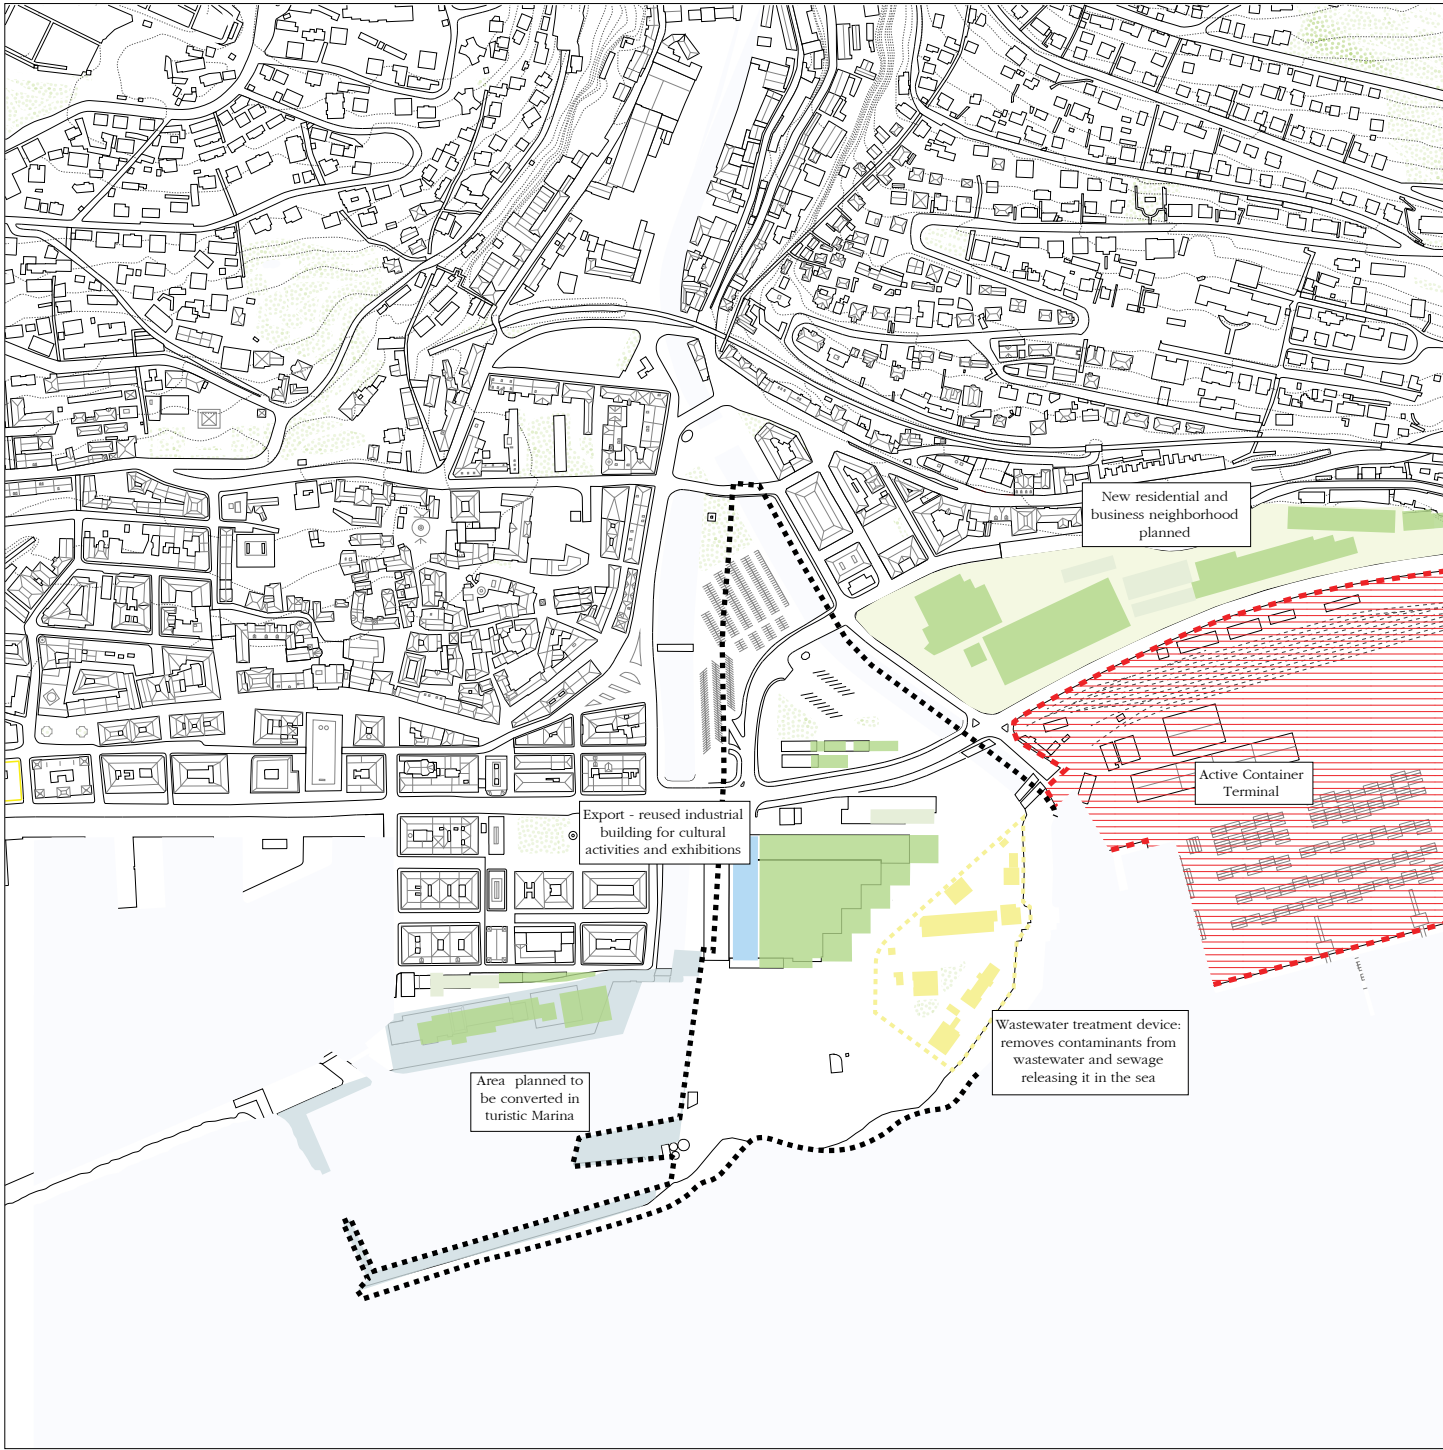 New residential and
business neighborhood
planned
Active Container
Terminal
Export - reused industrial
building for cultural
activities and exhibitions
Wastewater treatment device:
removes contaminants from
wastewater and sewage
releasing it in the sea
Area planned to
be converted in
turistic Marina